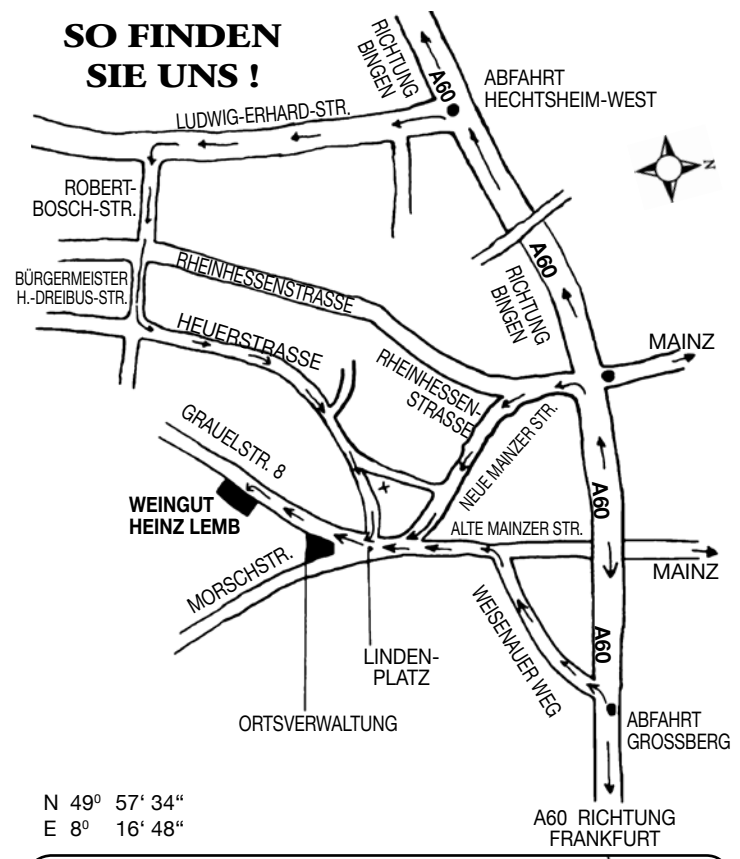 SO FINDEN
SIE UNS !
RICHTUNG
BINGEN
A60
ABFAHRT
HECHTSHEIM-WEST
LUDWIG-ERHARD-STR.
N
ROBERT-
BOSCH-STR.
A60
RICHTUNG
BINGEN
RHEINHESSENSTRASSE
BÜRGERMEISTER
H.-DREIBUS-STR.
HEUERSTRASSE
MAINZ
RHEINHESSEN-
STRASSE
GRAUELSTR. 8
NEUE MAINZER STR.
x
WEINGUT
HEINZ LEMB
A60
ALTE MAINZER STR.
MAINZ
MORSCHSTR.
WEISENAUER WEG
A60
LINDEN-
PLATZ
ORTSVERWALTUNG
ABFAHRT
GROSSBERG
N 49⁰ 57‘ 34“
E 8⁰ 16‘ 48“
A60 RICHTUNG
FRANKFURT